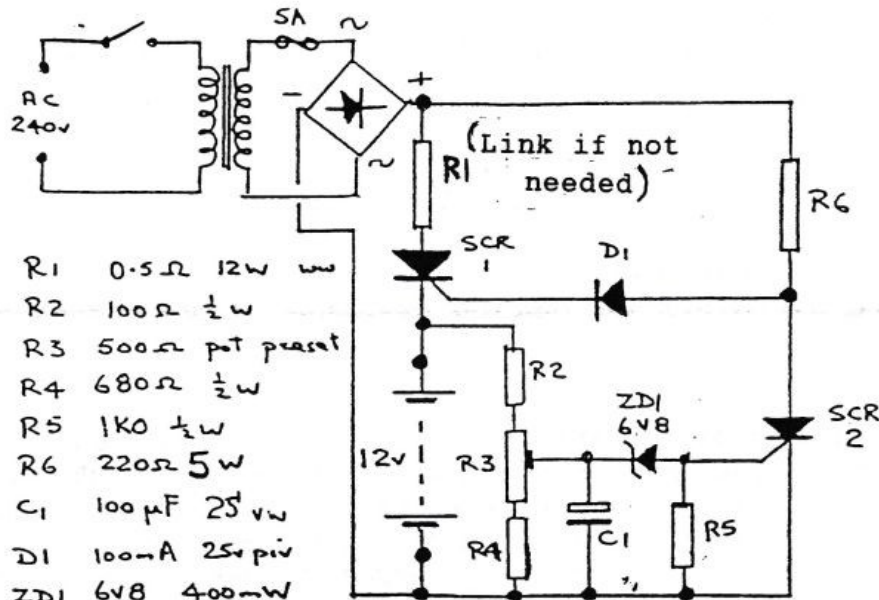 5A
~
AC
240v
-
+
~
(Link if not
needed)
R1
R6
SCR
1
D1
R1 0.5Ω 12W ww
R2 100Ω ½W
R3 500Ω pot preset
R4 680Ω ½W
R5 1K0 ½W
R6 220Ω 5W
C1 100µF 25vw
D1 100mA 25v piv
ZD1 6V8 400mW
R2
ZD1
6V8
SCR
2
12v
R3
C1
R5
R4